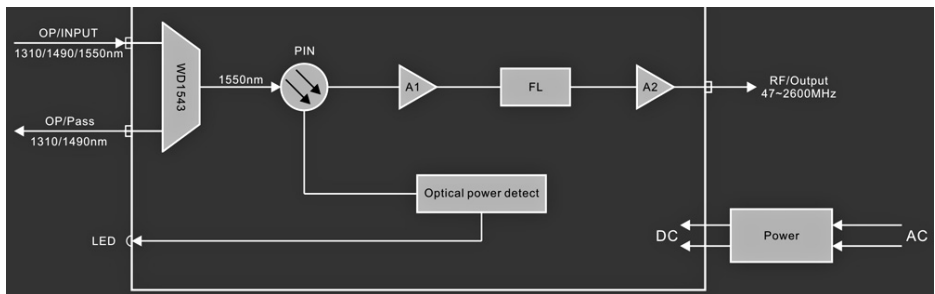 OP/INPUT
1310/1490/1550nm
WD1543
1550nm
PIN
A1
FL
A2
RF/Output
47~2600MHz
OP/Pass
1310/1490nm
Optical power detect
LED
DC
Power
AC